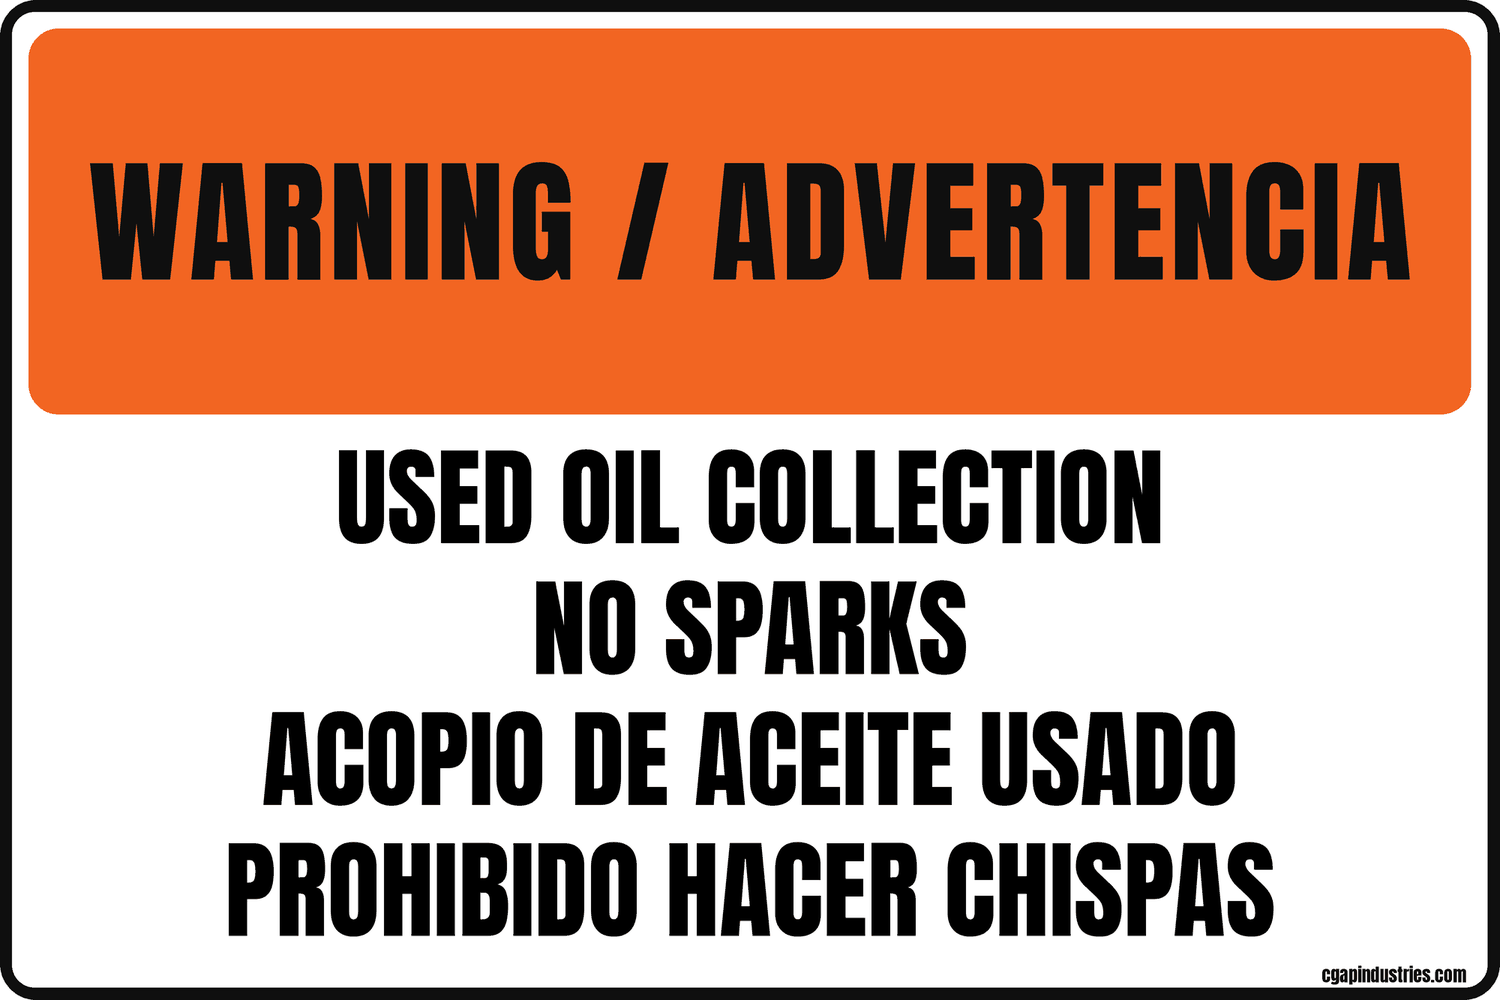 WARNING / ADVERTENCIA
USED OIL COLLECTION
NO SPARKS
ACOPIO DE ACEITE USADO
PROHIBIDO HACER CHISPAS
cgapindustries.com